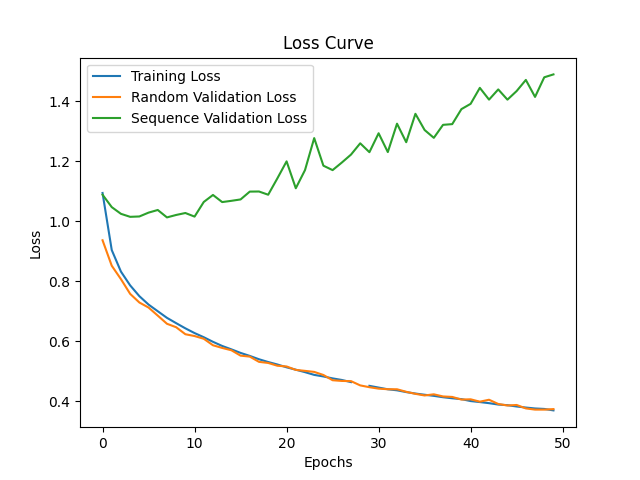 Loss Curve
Training Loss
Random Validation Loss
Sequence Validation Loss
Loss
1.4
1.2
1.0
0.8
0.6
0.4
0 10 20 30 40 50
Epochs